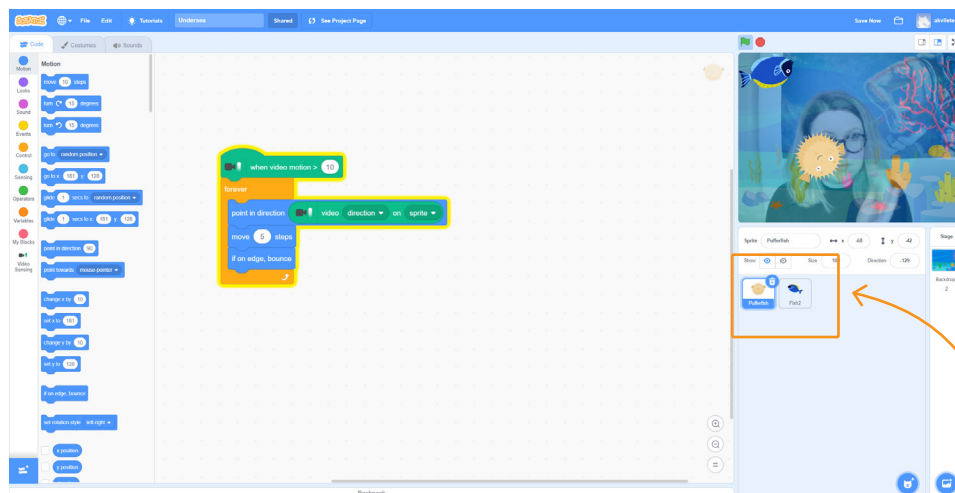 SCRATCH File Edit Tutorials Undersea Shared See Project Page Save Now
Code Costumes Sounds
Motion
Looks
Sound
Events
Control
Sensing
Operators
Variables
My Blocks
Video
Sensing
Motion
move 10 steps
turn 15 degrees
turn 15 degrees
go to random position
go to x: 181 y: 128
glide 1 secs to random position
glide 1 secs to x: 181 y: 128
point in direction 90
point towards mouse-pointer
change x by 10
set x to 181
change y by 10
set y to 128
if on edge, bounce
set rotation style left-right
x position
y position
when video motion > 10
forever
point in direction video direction on sprite
move 5 steps
if on edge, bounce
Sprite Pufferfish x y
Show Size Direction
Pufferfish Fish2
Stage
2